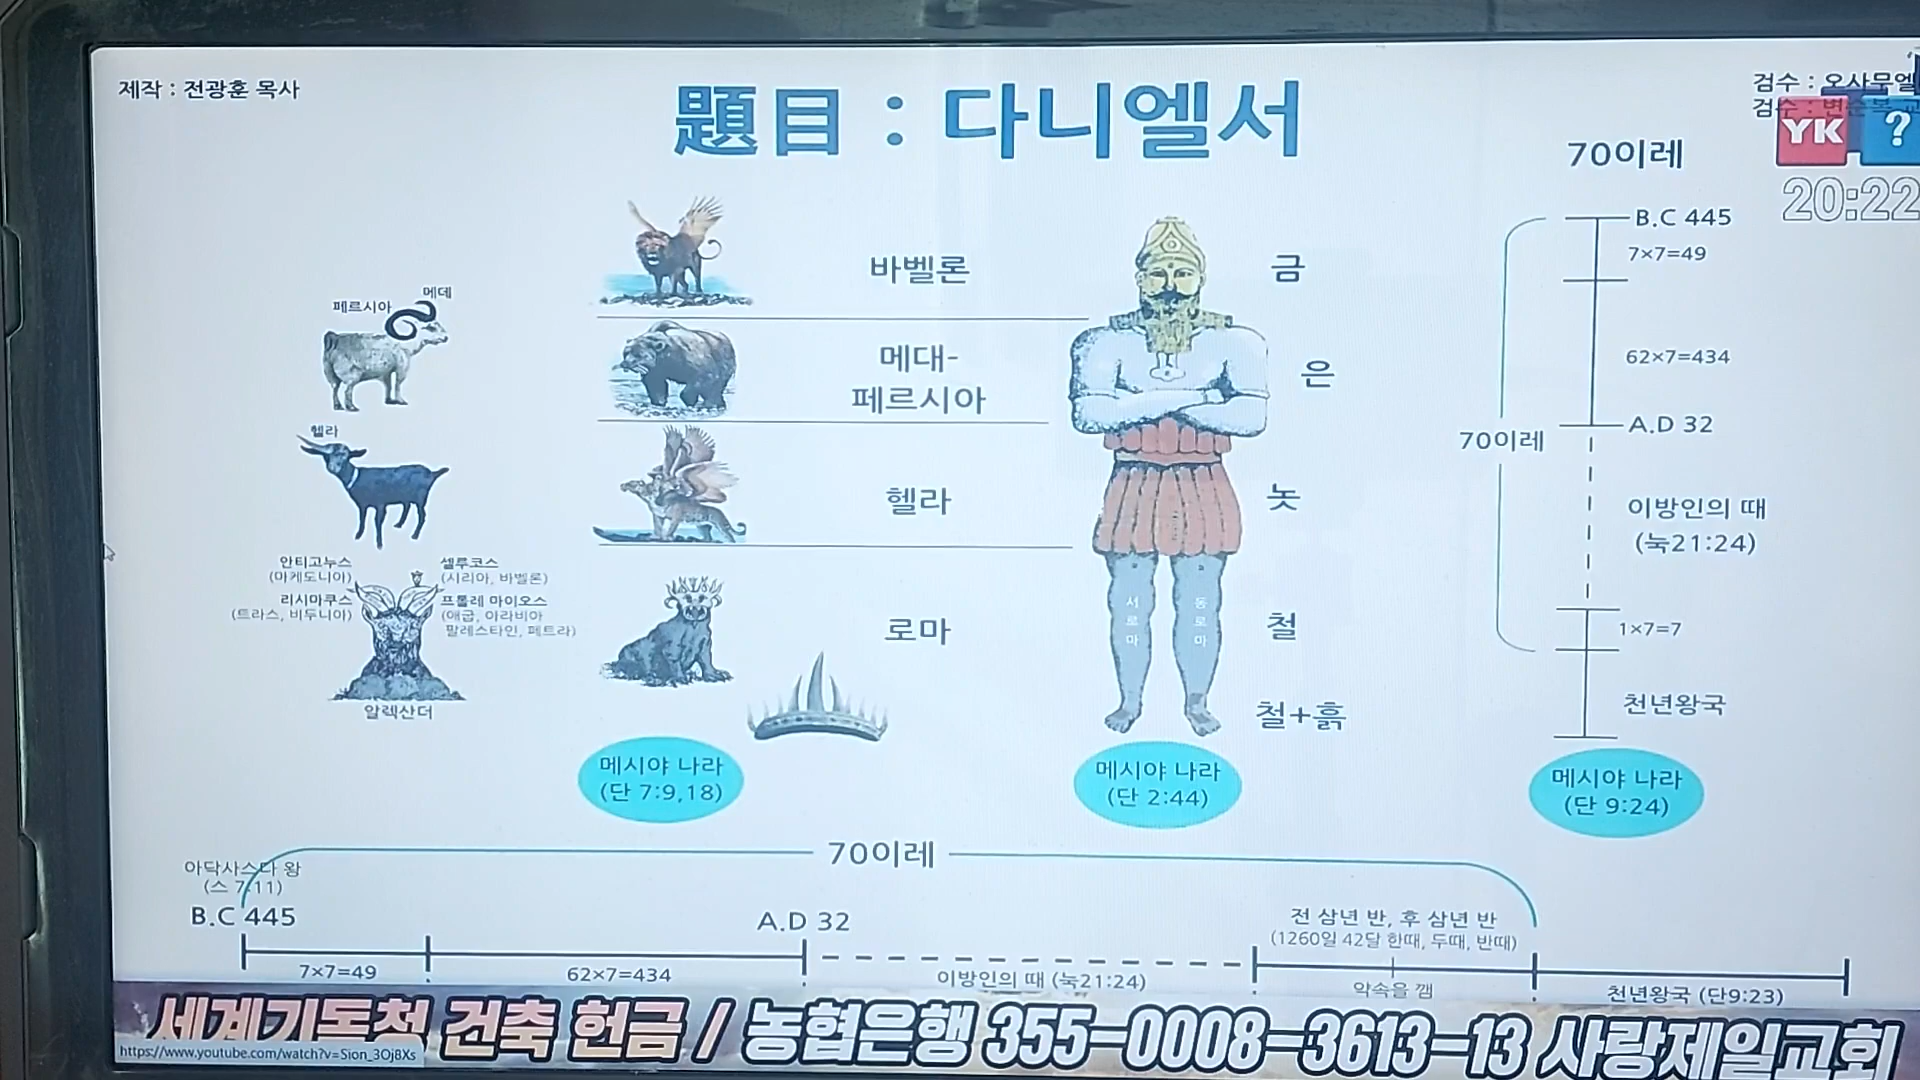 제작 : 전광훈 목사
題目 : 다니엘서
검수 : 오사무엘
검수 : 변순복
YK ?
20:22
70이레
B.C 445
7×7=49
62×7=434
A.D 32
70이레
이방인의 때
(눅21:24)
1×7=7
천년왕국
메시야 나라
(단 9:24)
페르시아
메데
헬라
안티고누스
(마케도니아)
셀루코스
(시리아, 바벨론)
리시마쿠스
(트라스, 비두니아)
프톨레 마이오스
(애굽, 아라비아
팔레스타인, 페트라)
알렉산더
바벨론
메대-
페르시아
헬라
로마
메시야 나라
(단 7:9,18)
금
은
놋
철
철+흙
서로마
동로마
메시야 나라
(단 2:44)
70이레
아닥사스다 왕
(스 7:11)
B.C 445
A.D 32
전 삼년 반, 후 삼년 반
(1260일 42달 한때, 두때, 반때)
7×7=49
62×7=434
이방인의 때 (눅21:24)
약속을 깸
천년왕국 (단9:23)
세계기독청 건축 헌금 / 농협은행 355-0008-3613-13 사랑제일교회
https://www.youtube.com/watch?v=Sion_3OjBXs